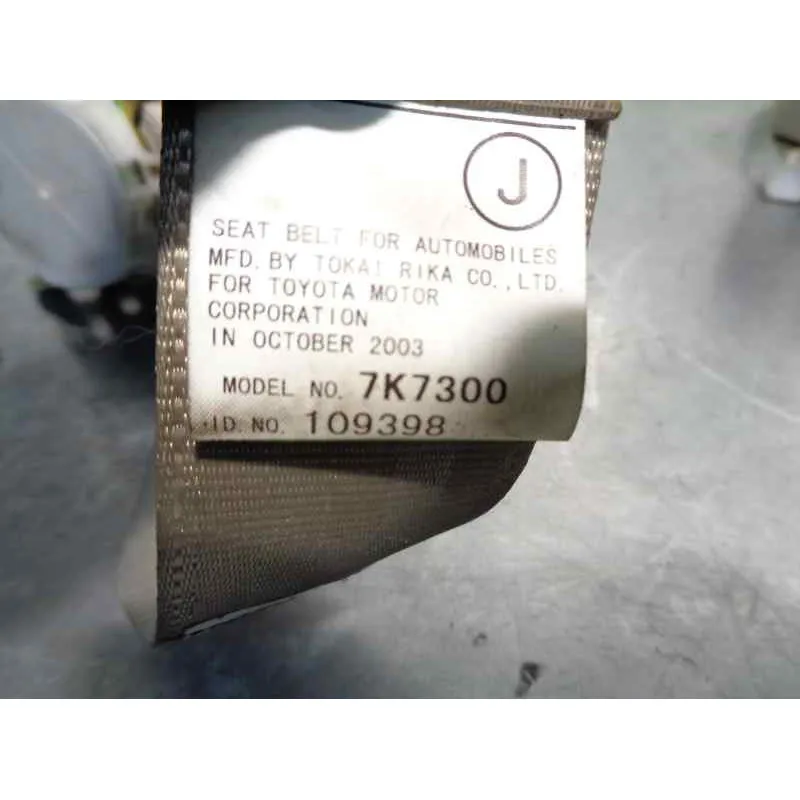 J
SEAT BELT FOR AUTOMOBILES
MFD. BY TOKAI RIKA CO., LTD.
FOR TOYOTA MOTOR
CORPORATION
IN OCTOBER 2003
MODEL NO. 7K7300
ID. NO. 109398